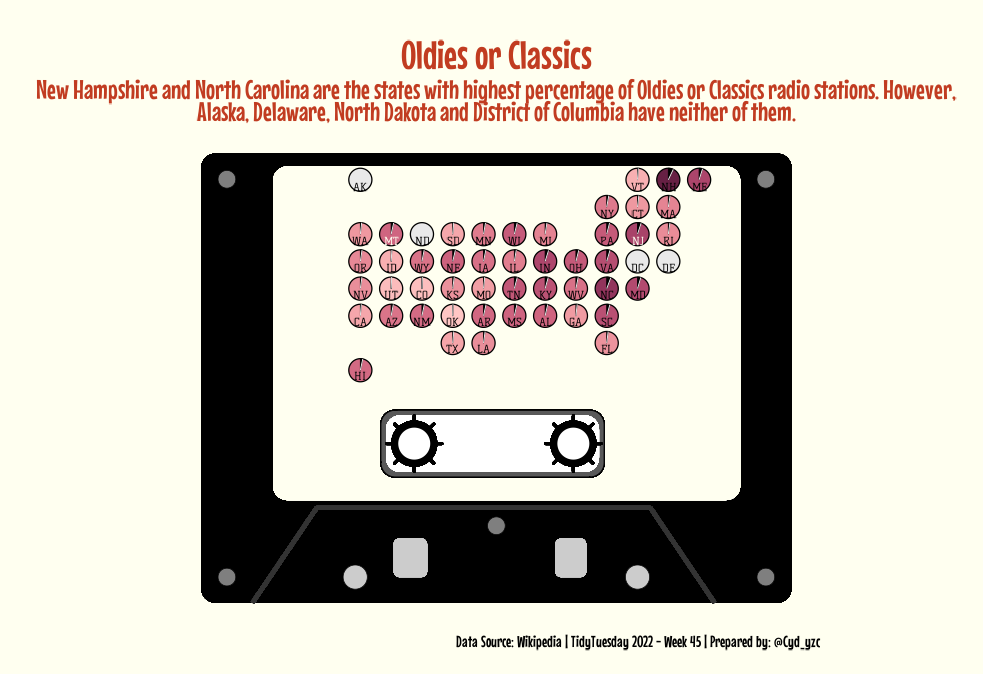 Oldies or Classics
New Hampshire and North Carolina are the states with highest percentage of Oldies or Classics radio stations. However,
Alaska, Delaware, North Dakota and District of Columbia have neither of them.
AK VT NH ME
NY CT MA
WA MT ND SD MN WI MI PA NJ RI
OR ID WY NE IA IL IN OH VA DC DE
NV UT CO KS MO TN KY WV NC MD
CA AZ NM OK AR MS AL GA SC
TX LA FL
HI
Data Source: Wikipedia | TidyTuesday 2022 - Week 45 | Prepared by: @Cyd_yzc